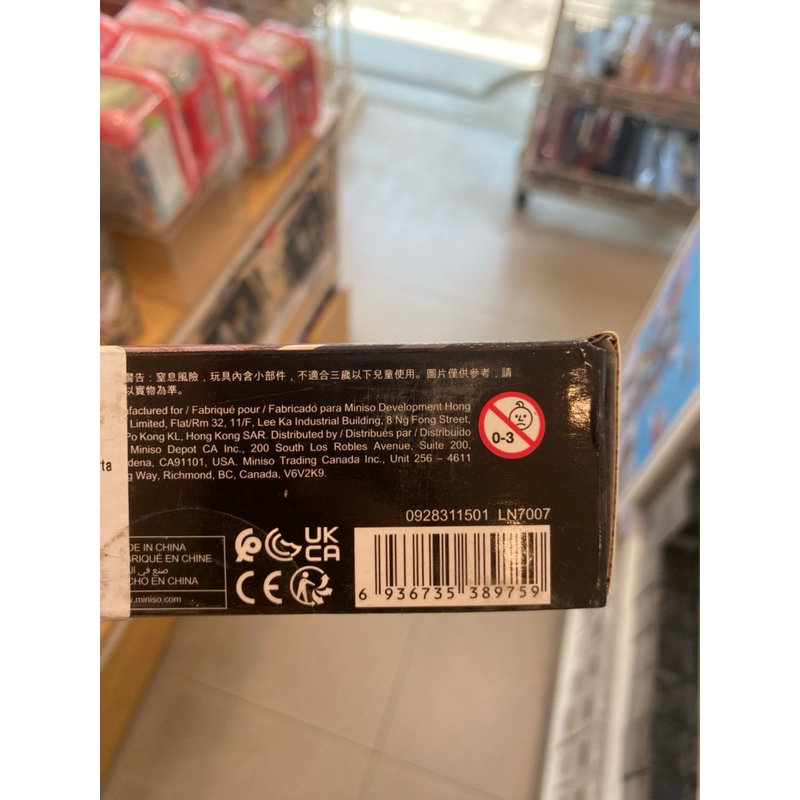 警告：窒息風險，玩具內含小部件，不適合三歲以下兒童使用。圖片僅供參考，請
以實物為準。
ufactured for / Fabriqué pour / Fabricado para Miniso Development Hong
Limited, Flat/Rm 32, 11/F, Lee Ka Industrial Building, 8 Ng Fong Street,
Po Kong KL, Hong Kong SAR. Distributed by / Distribués par / Distribuido
Miniso Depot CA Inc., 200 South Los Robles Avenue, Suite 200,
dena, CA91101, USA. Miniso Trading Canada Inc., Unit 256 – 4611
g Way, Richmond, BC, Canada, V6V2K9.
0-3
rta
0928311501 LN7007
DE IN CHINA
BRIQUÉ EN CHINE
صنع في ال
CHO EN CHINA
.miniso.com
UK
CA
CE
6 936735 389759